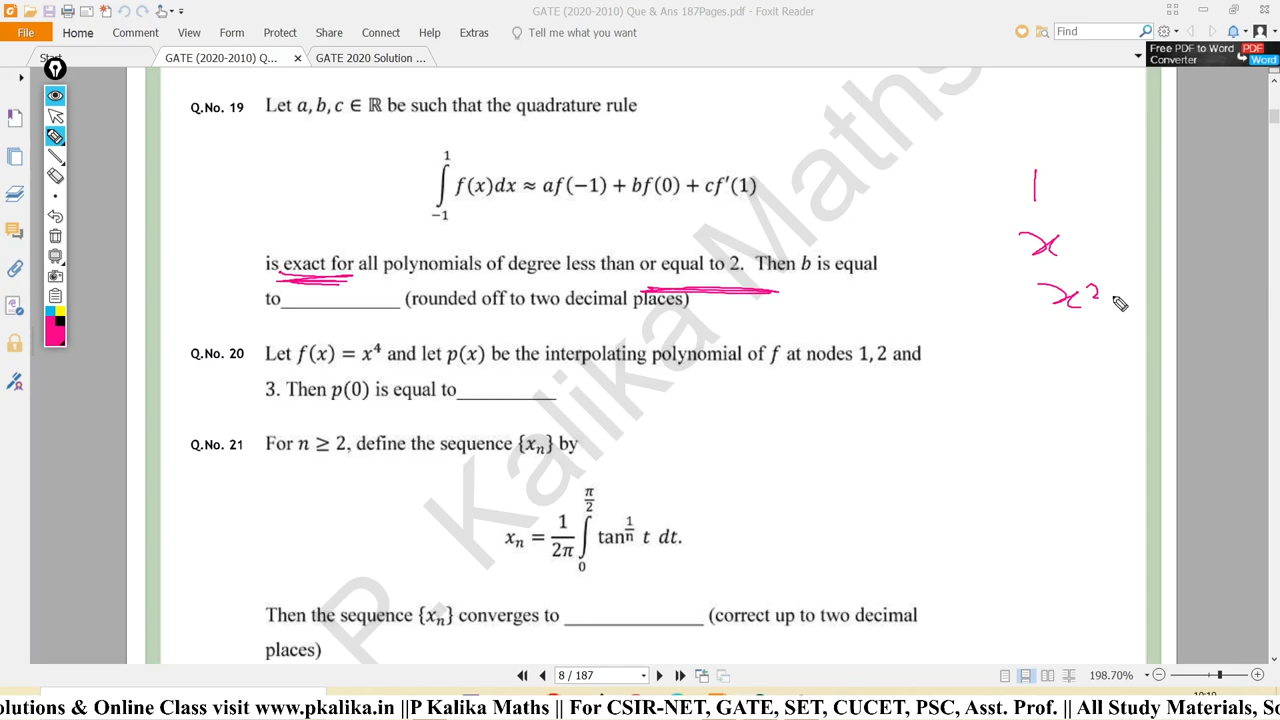 GATE (2020-2010) Que & Ans 187Pages.pdf - Foxit Reader
File Home Comment View Form Protect Share Connect Help Extras Tell me what you want Find
Start GATE (2020-2010) Q... × GATE 2020 Solution ...
Free PDF to Word Converter PDF Word
Q.No. 19 Let a, b, c ∈ ℝ be such that the quadrature rule
∫₋₁¹ f(x)dx ≈ af(−1) + bf(0) + cf′(1)
is exact for all polynomials of degree less than or equal to 2. Then b is equal
to____________ (rounded off to two decimal places)
1
x
x²
Q.No. 20 Let f(x) = x⁴ and let p(x) be the interpolating polynomial of f at nodes 1, 2 and
3. Then p(0) is equal to__________
Q.No. 21 For n ≥ 2, define the sequence {xₙ} by
xₙ = 1/2π ∫₀^(π/2) tan^(1/n) t dt.
Then the sequence {xₙ} converges to ______________ (correct up to two decimal
places)
P. Kalika Maths
8 / 187 198.70%
olutions & Online Class visit www.pkalika.in ||P Kalika Maths || For CSIR-NET, GATE, SET, CUCET, PSC, Asst. Prof. || All Study Materials, So